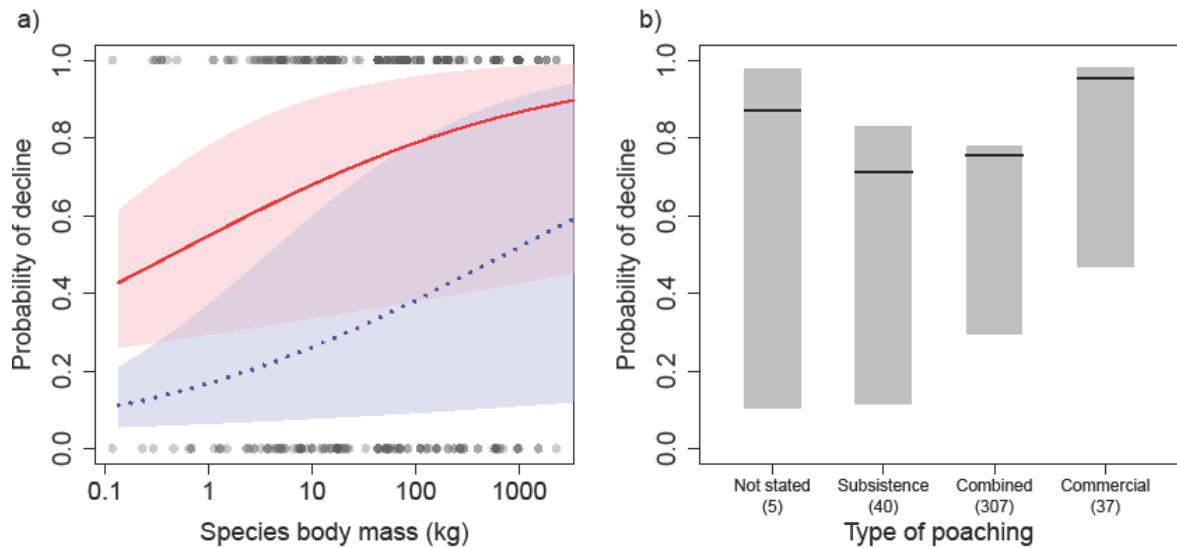 a)
Probability of decline
1.0
0.8
0.6
0.4
0.2
0.0
0.1 1 10 100 1000
Species body mass (kg)
b)
Probability of decline
1.0
0.8
0.6
0.4
0.2
0.0
Not stated Subsistence Combined Commercial
(5) (40) (307) (37)
Type of poaching